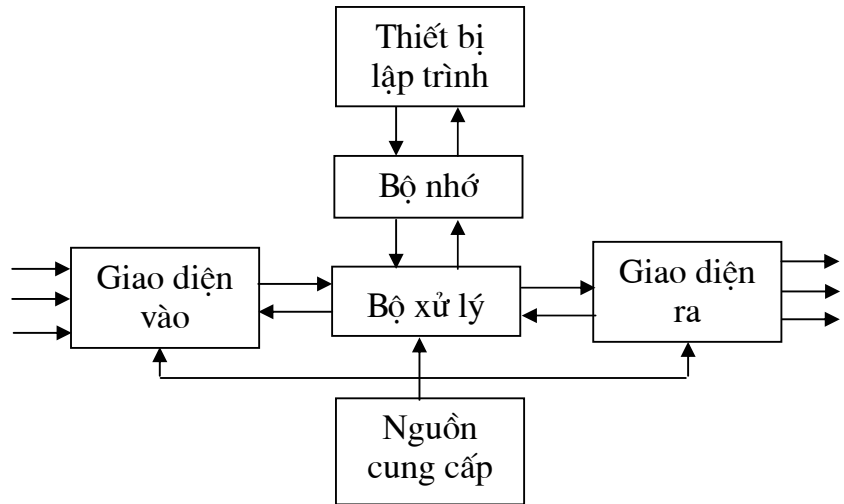 Thiết bị
lập trình
Bộ nhớ
Giao diện
vào
Bộ xử lý
Giao diện
ra
Nguồn
cung cấp